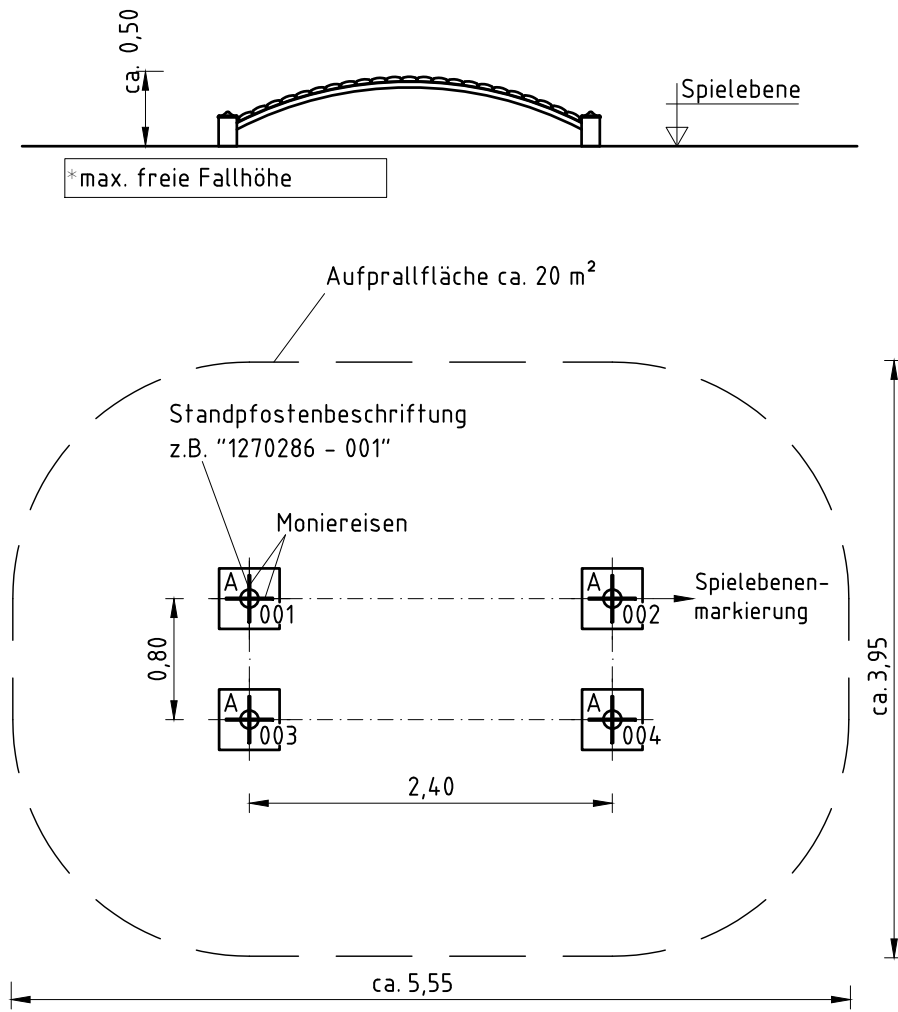 ca. 0,50
Spielebene
*max. freie Fallhöhe
Aufprallfläche ca. 20 m²
Standpfostenbeschriftung
z.B. "1270286 - 001"
Moniereisen
A
001
A
002
Spielebenen-
markierung
0,80
ca. 3,95
A
003
A
004
2,40
ca. 5,55